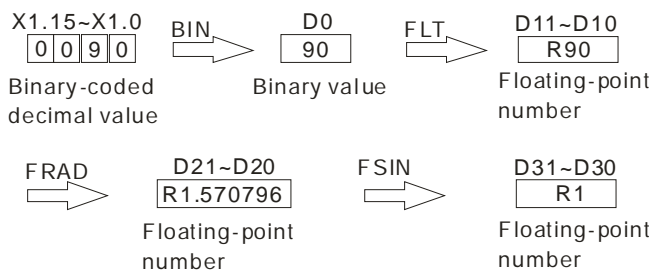 X1.15~X1.0 BIN D0 FLT D11~D10
0 0 9 0 90 R90
Binary-coded decimal value Binary value Floating-point number
FRAD D21~D20 FSIN D31~D30
R1.570796 R1
Floating-point number Floating-point number